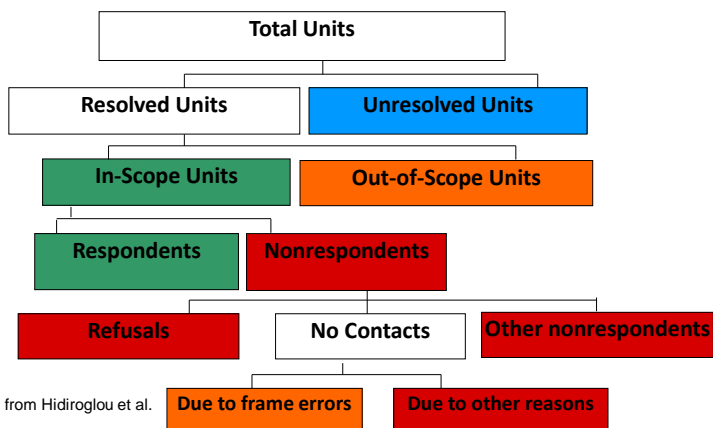 Total Units
Resolved Units
Unresolved Units
In-Scope Units
Out-of-Scope Units
Respondents
Nonrespondents
Refusals
No Contacts
Other nonrespondents
from Hidiroglou et al.
Due to frame errors
Due to other reasons